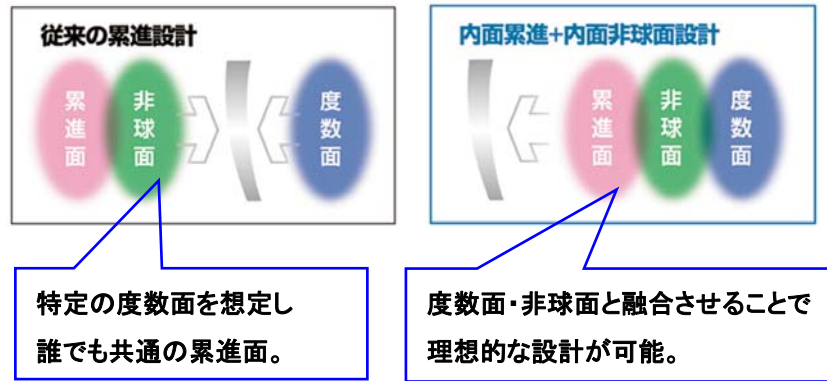 従来の累進設計
累進面
非球面
度数面
内面累進+内面非球面設計
累進面
非球面
度数面
特定の度数面を想定し
誰でも共通の累進面。
度数面・非球面と融合させることで
理想的な設計が可能。